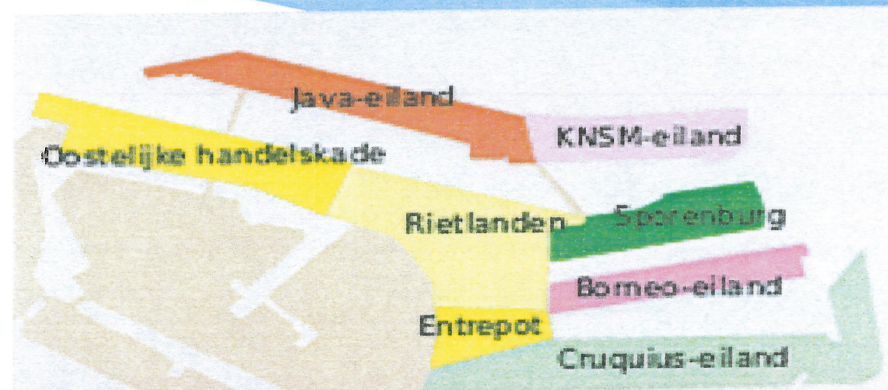 Java-eiland
KNSM-eiland
Oostelijke handelskade
Rietlanden
Sporenburg
Borneo-eiland
Entrepot
Cruquius-eiland